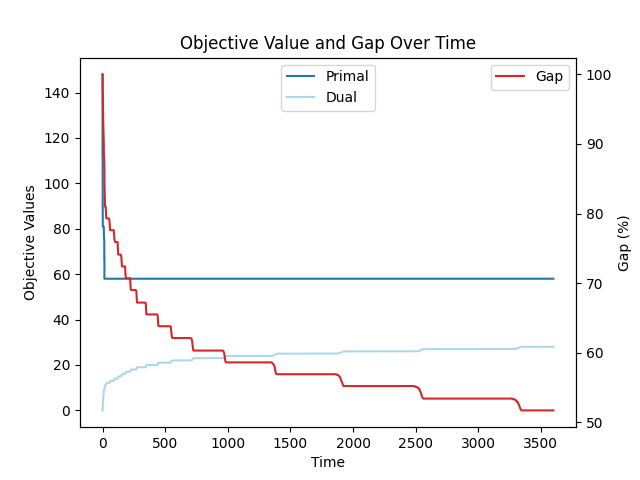 Objective Value and Gap Over Time
Primal
Dual
Gap
Objective Values
140
120
100
80
60
40
20
0
100
90
80
70
60
50
Gap (%)
0 500 1000 1500 2000 2500 3000 3500
Time